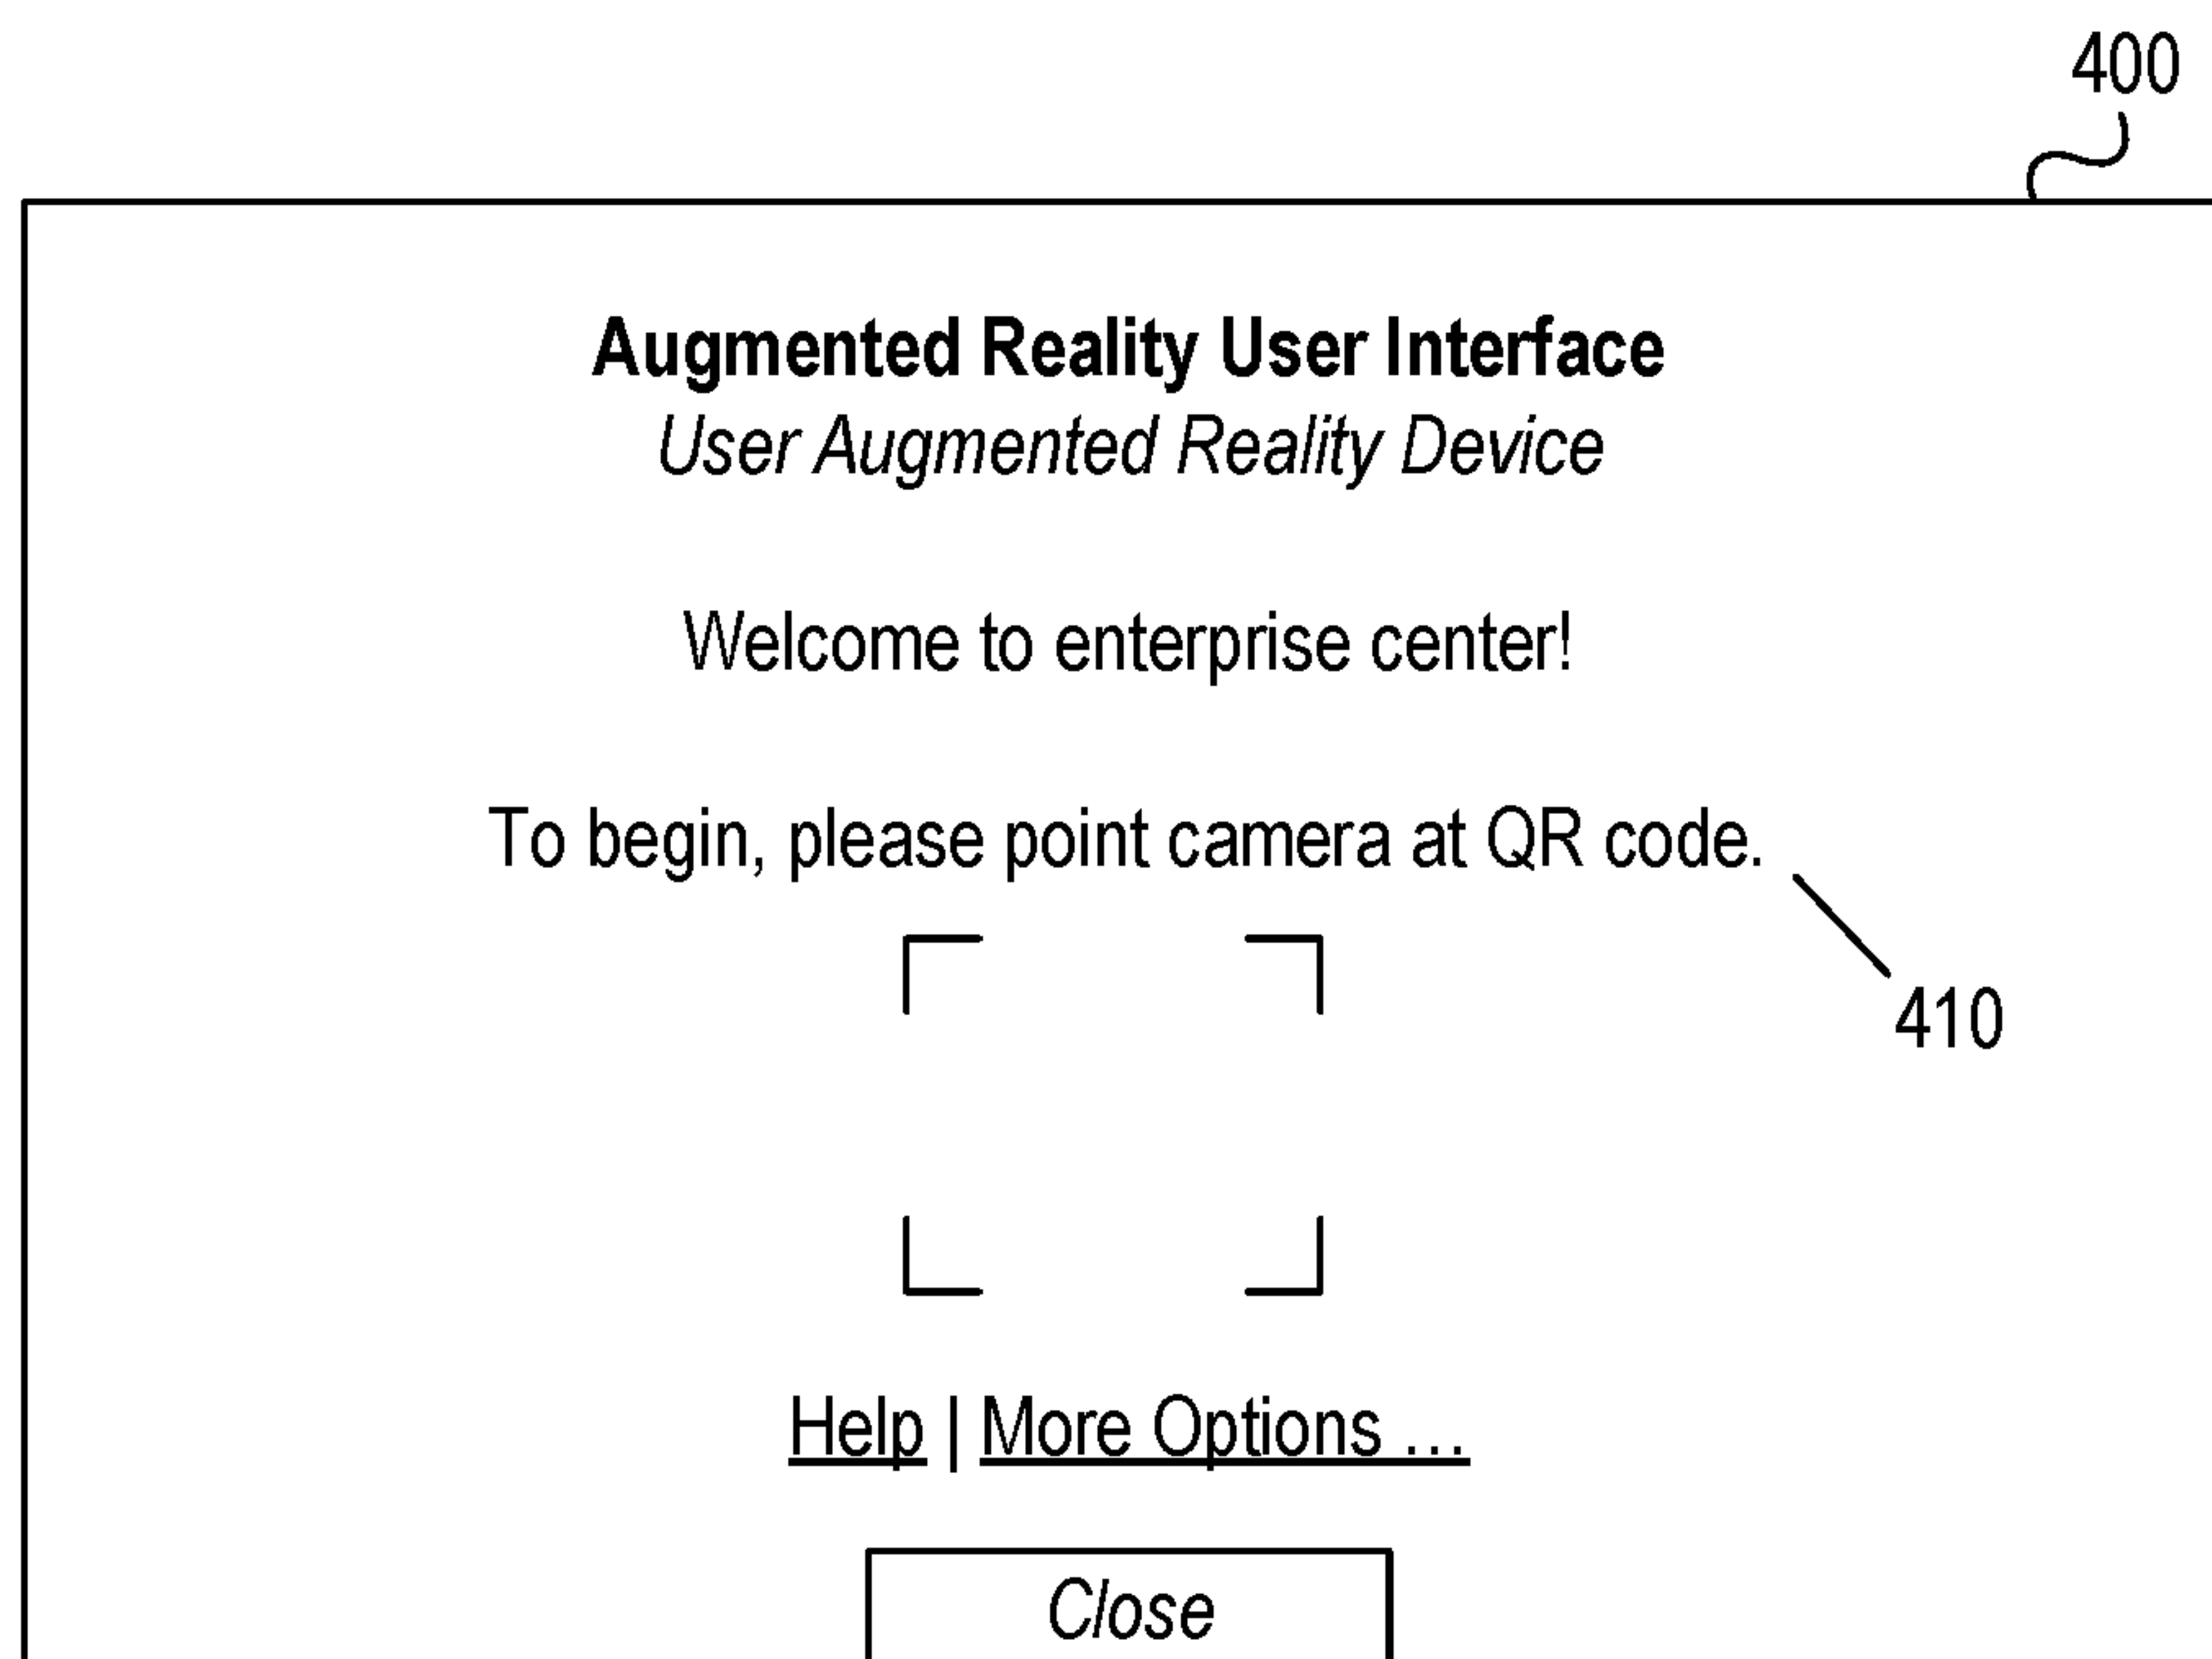 400
Augmented Reality User Interface
User Augmented Reality Device
Welcome to enterprise center!
To begin, please point camera at QR code.
410
Help | More Options ...
Close